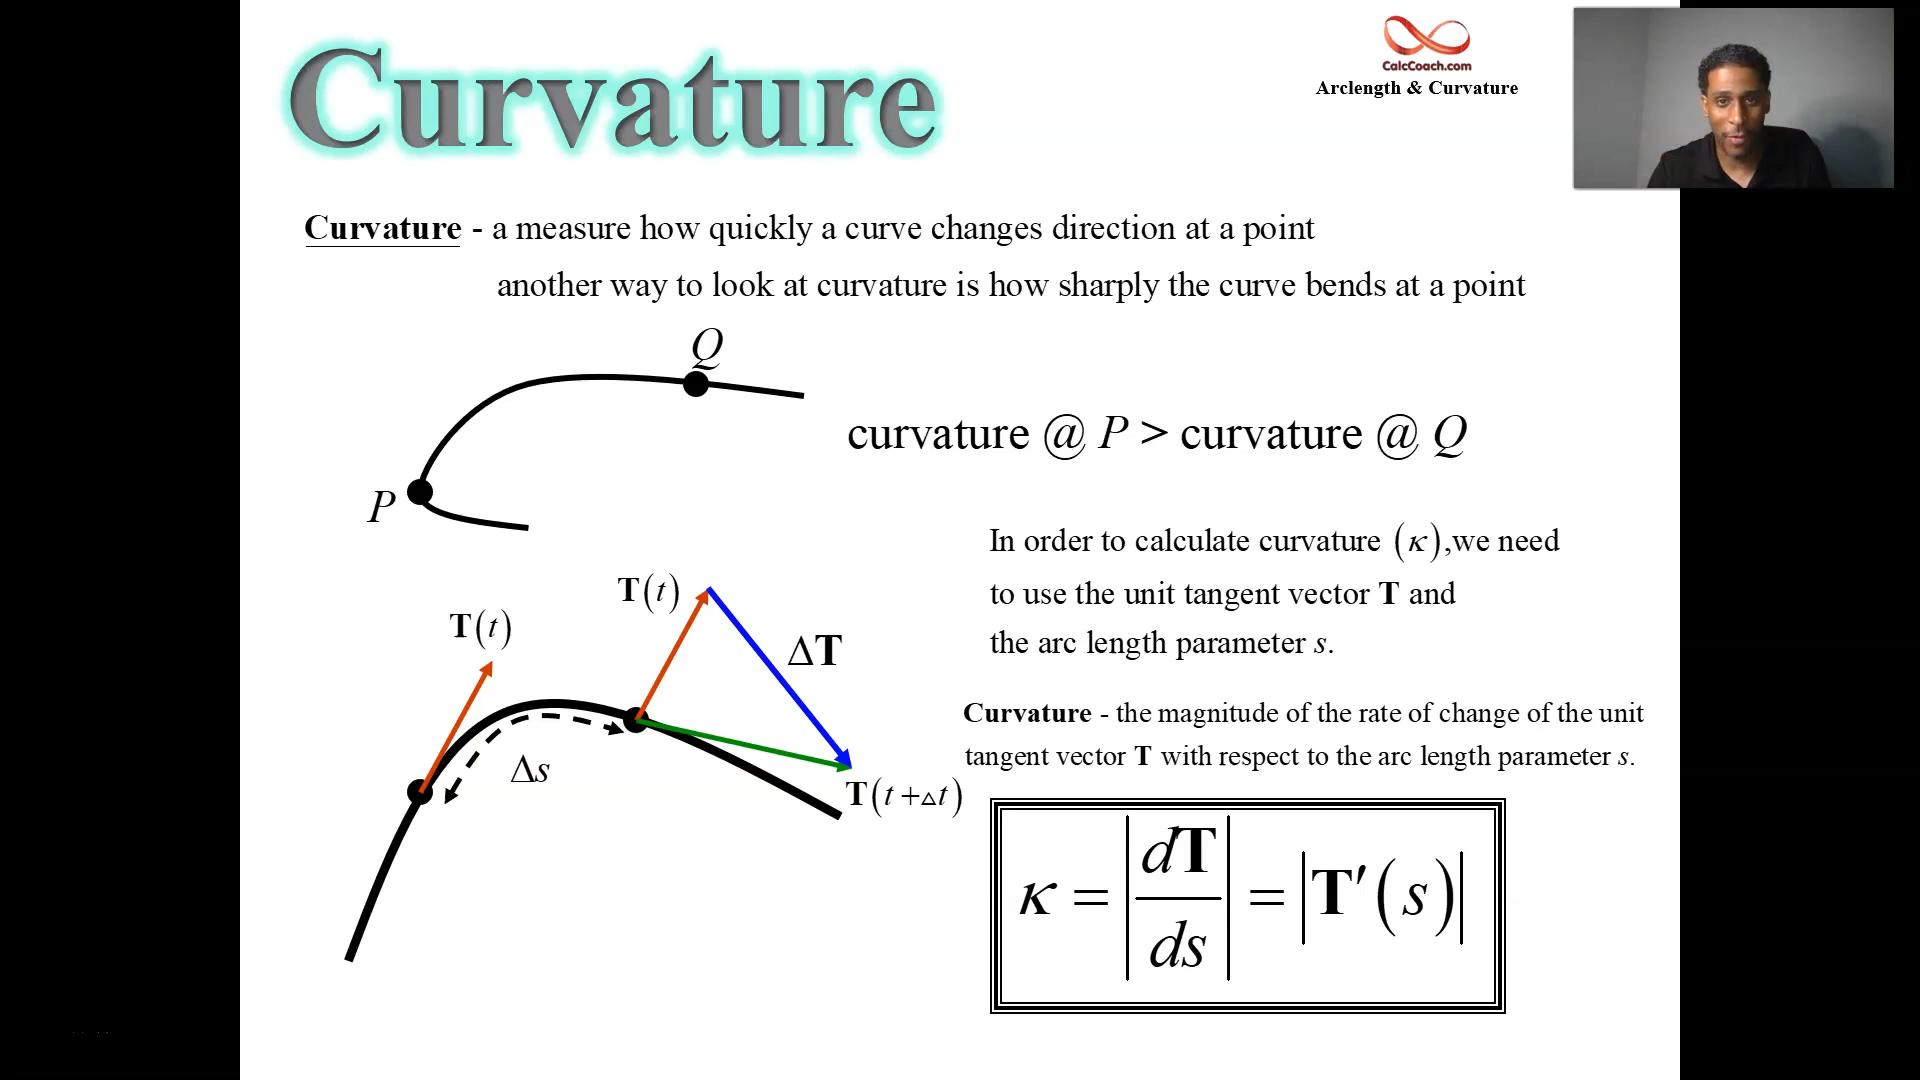 Curvature
CalcCoach.com
Arclength & Curvature
Curvature - a measure how quickly a curve changes direction at a point
another way to look at curvature is how sharply the curve bends at a point
Q
P
curvature @ P > curvature @ Q
In order to calculate curvature (κ),we need
to use the unit tangent vector T and
the arc length parameter s.
T(t)
T(t)
ΔT
Δs
T(t+△t)
Curvature - the magnitude of the rate of change of the unit
tangent vector T with respect to the arc length parameter s.
κ = |dT/ds| = |T′(s)|